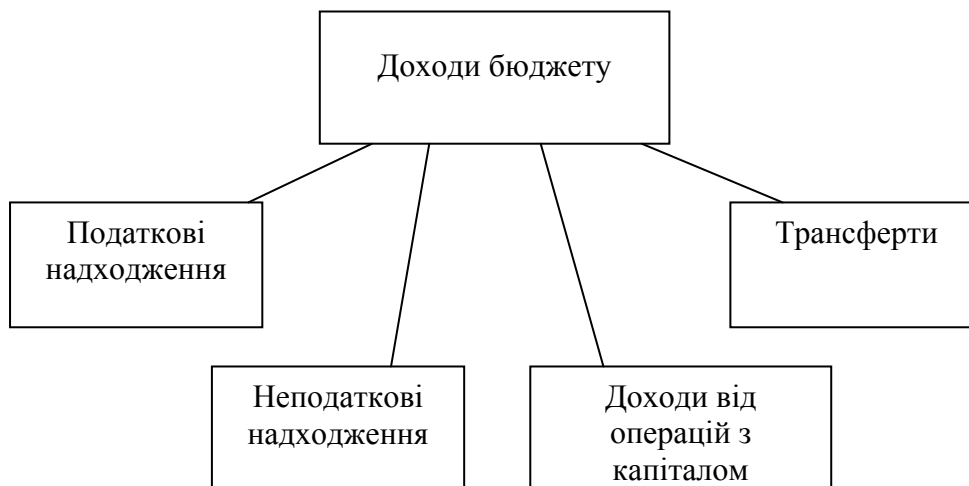 Доходи бюджету
Податкові
надходження
Трансферти
Неподаткові
надходження
Доходи від
операцій з
капіталом